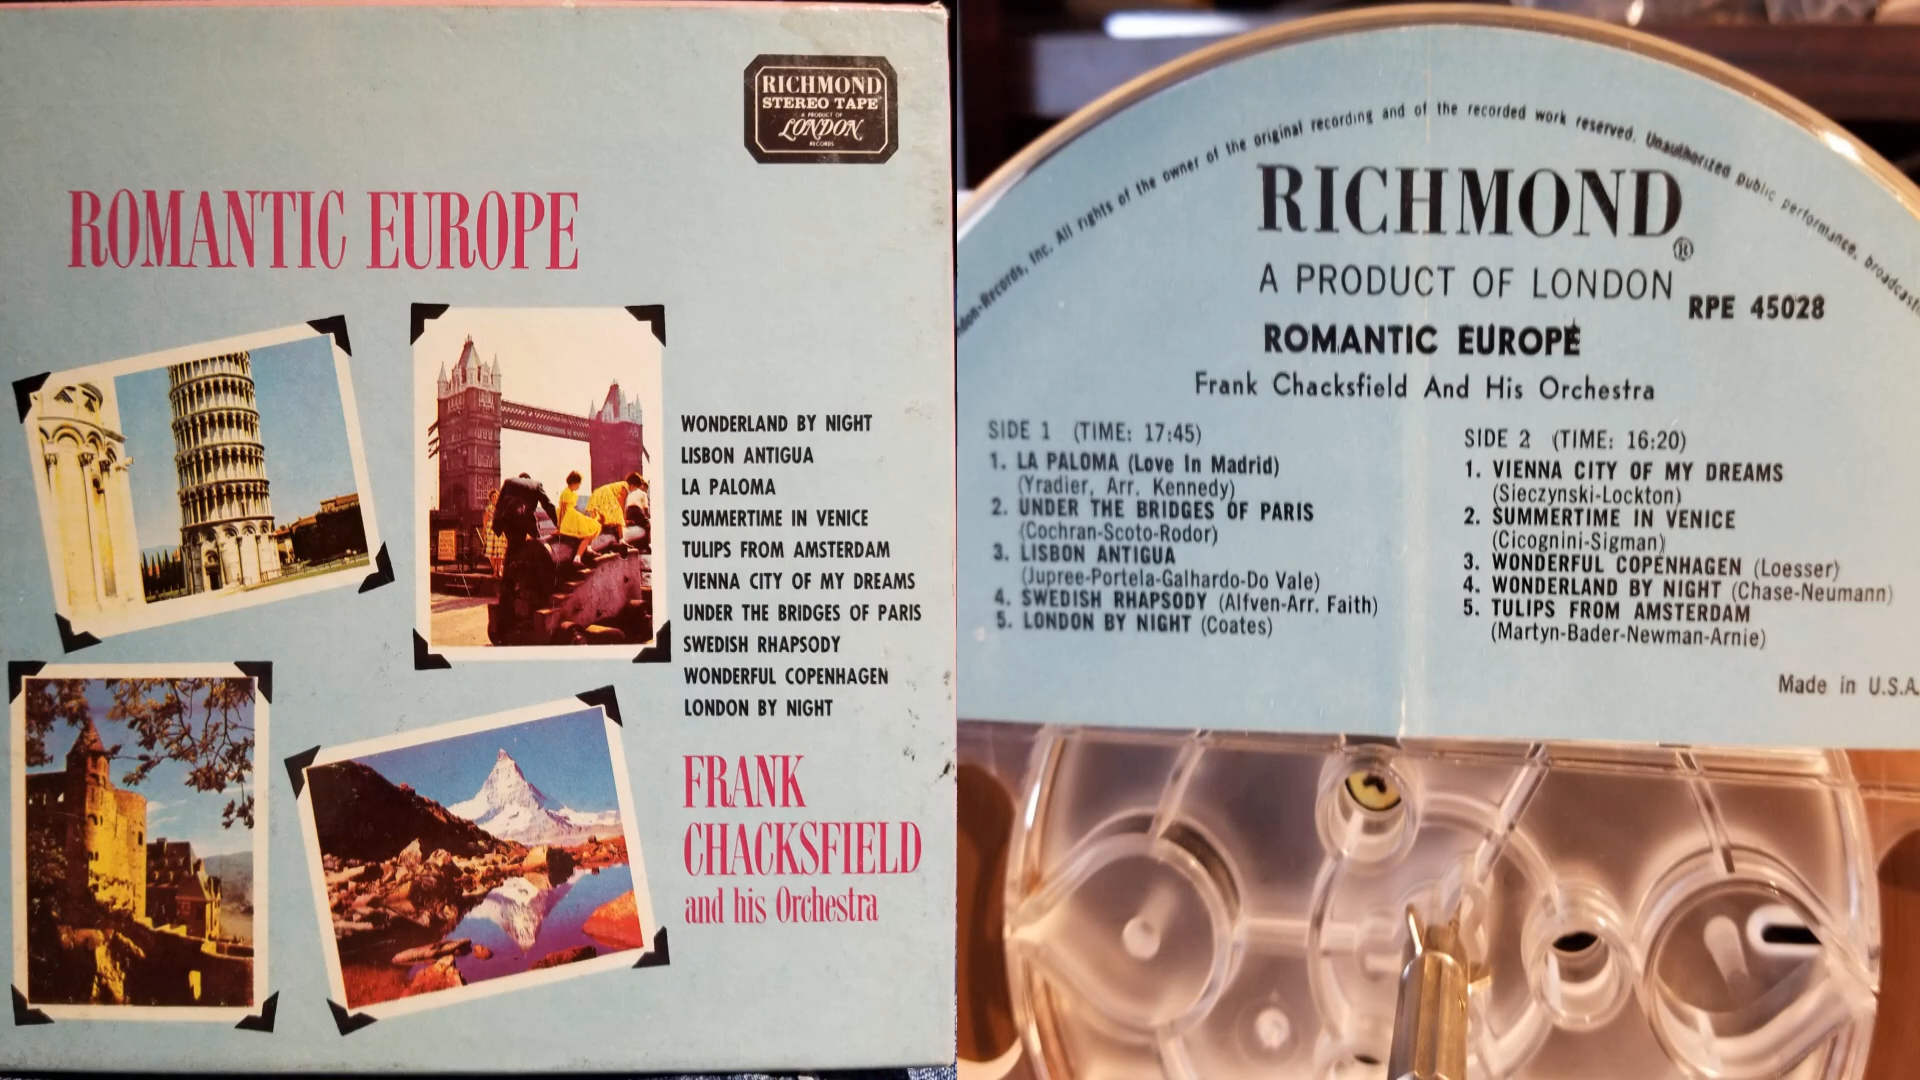 RICHMOND
STEREO TAPE
A PRODUCT OF
LONDON
RECORDS
ROMANTIC EUROPE
WONDERLAND BY NIGHT
LISBON ANTIGUA
LA PALOMA
SUMMERTIME IN VENICE
TULIPS FROM AMSTERDAM
VIENNA CITY OF MY DREAMS
UNDER THE BRIDGES OF PARIS
SWEDISH RHAPSODY
WONDERFUL COPENHAGEN
LONDON BY NIGHT
FRANK
CHACKSFIELD
and his Orchestra
Records, Inc. All rights of the owner of the original recording and of the recorded work reserved. Unauthorized public performance,
RICHMOND®
A PRODUCT OF LONDON
RPE 45028
ROMANTIC EUROPE
Frank Chacksfield And His Orchestra
SIDE 1 (TIME: 17:45)
1. LA PALOMA (Love In Madrid)
(Yradier, Arr. Kennedy)
2. UNDER THE BRIDGES OF PARIS
(Cochran-Scoto-Rodor)
3. LISBON ANTIGUA
(Jupree-Portela-Galhardo-Do Vale)
4. SWEDISH RHAPSODY (Alfven-Arr. Faith)
5. LONDON BY NIGHT (Coates)
SIDE 2 (TIME: 16:20)
1. VIENNA CITY OF MY DREAMS
(Sieczynski-Lockton)
2. SUMMERTIME IN VENICE
(Cicognini-Sigman)
3. WONDERFUL COPENHAGEN (Loesser)
4. WONDERLAND BY NIGHT (Chase-Neumann)
5. TULIPS FROM AMSTERDAM
(Martyn-Bader-Newman-Arnie)
Made in U.S.A.